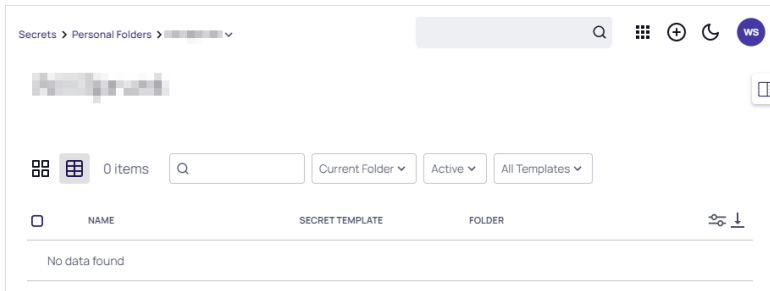 Secrets > Personal Folders >
WS
0 items
Current Folder
Active
All Templates
NAME SECRET TEMPLATE FOLDER
No data found